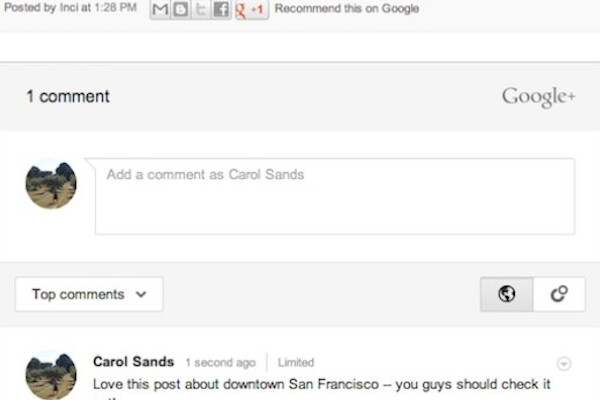 Posted by Inci at 1:28 PM
+1
Recommend this on Google
1 comment
Google+
Add a comment as Carol Sands
Top comments
Carol Sands 1 second ago Limited
Love this post about downtown San Francisco -- you guys should check it